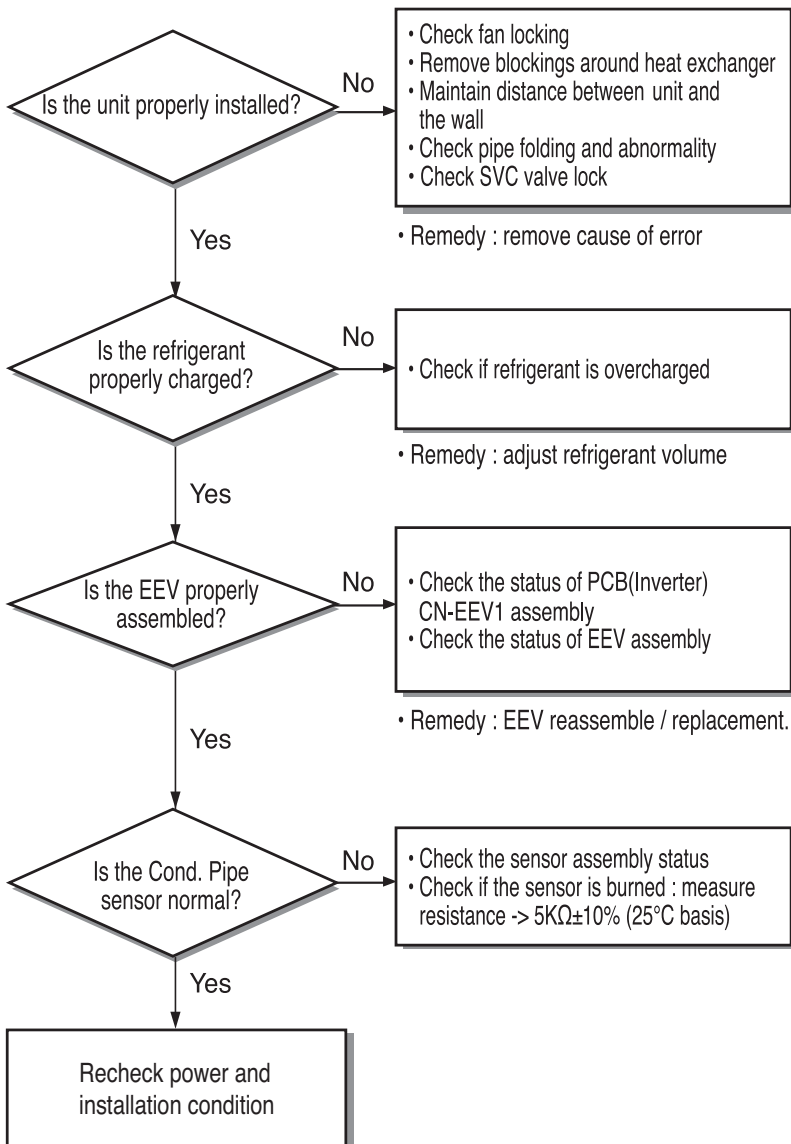 Is the unit properly installed?
No
• Check fan locking
• Remove blockings around heat exchanger
• Maintain distance between unit and
the wall
• Check pipe folding and abnormality
• Check SVC valve lock
• Remedy : remove cause of error
Yes
Is the refrigerant
properly charged?
No
• Check if refrigerant is overcharged
• Remedy : adjust refrigerant volume
Yes
Is the EEV properly
assembled?
No
• Check the status of PCB(Inverter)
CN-EEV1 assembly
• Check the status of EEV assembly
• Remedy : EEV reassemble / replacement.
Yes
Is the Cond. Pipe
sensor normal?
No
• Check the sensor assembly status
• Check if the sensor is burned : measure
resistance -> 5KΩ±10% (25°C basis)
Yes
Recheck power and
installation condition